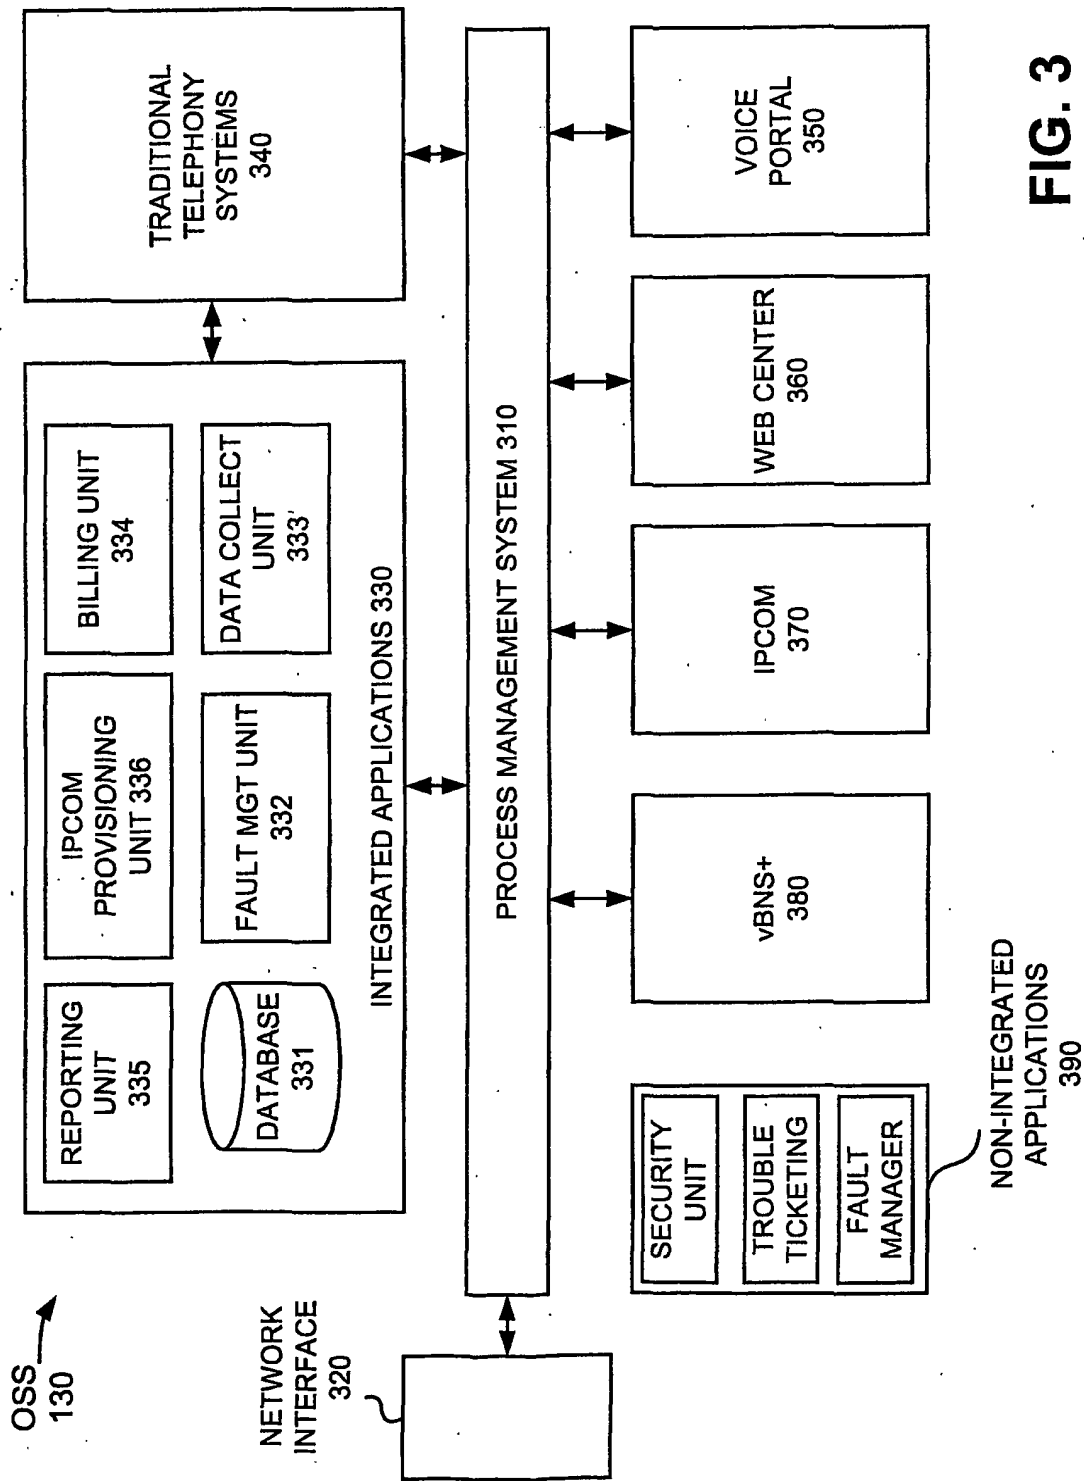 OSS
130
REPORTING
UNIT
335
IPCOM
PROVISIONING
UNIT 336
BILLING UNIT
334
DATABASE
331
FAULT MGT UNIT
332
DATA COLLECT
UNIT
333
INTEGRATED APPLICATIONS 330
TRADITIONAL
TELEPHONY
SYSTEMS
340
NETWORK
INTERFACE
320
PROCESS MANAGEMENT SYSTEM 310
SECURITY
UNIT
TROUBLE
TICKETING
FAULT
MANAGER
NON-INTEGRATED
APPLICATIONS
390
vBNS+
380
IPCOM
370
WEB CENTER
360
VOICE
PORTAL
350
FIG. 3